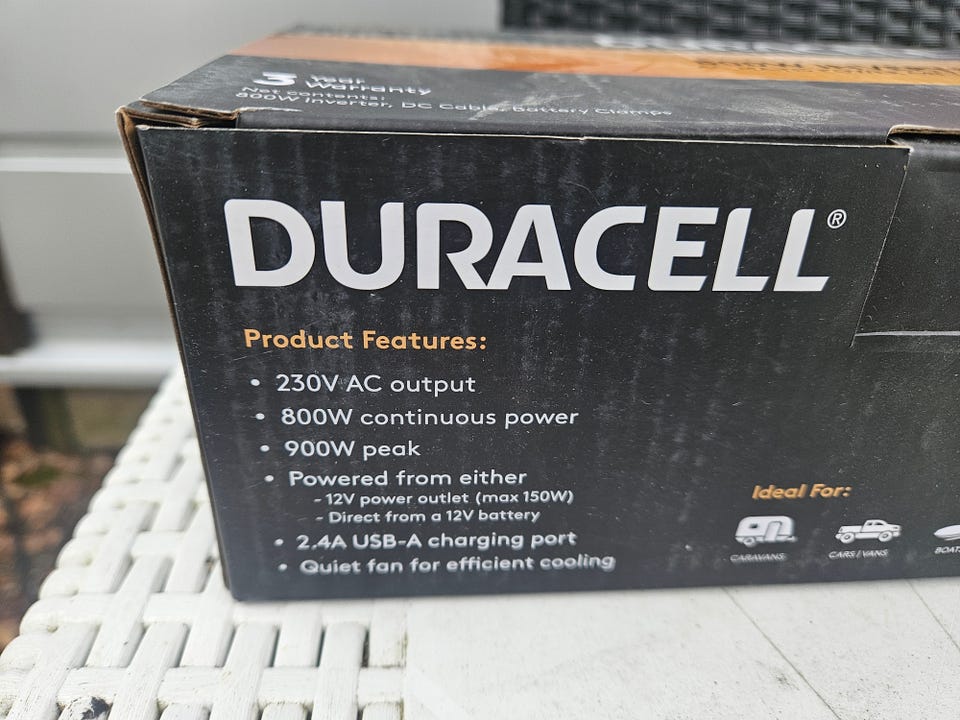 3 Year
Warranty
Net contents:
800W Inverter, DC Cable, Battery Clamps
DURACELL®
Product Features:
• 230V AC output
• 800W continuous power
• 900W peak
• Powered from either
- 12V power outlet (max 150W)
- Direct from a 12V battery
• 2.4A USB-A charging port
• Quiet fan for efficient cooling
Ideal For:
CARAVANS
CARS / VANS